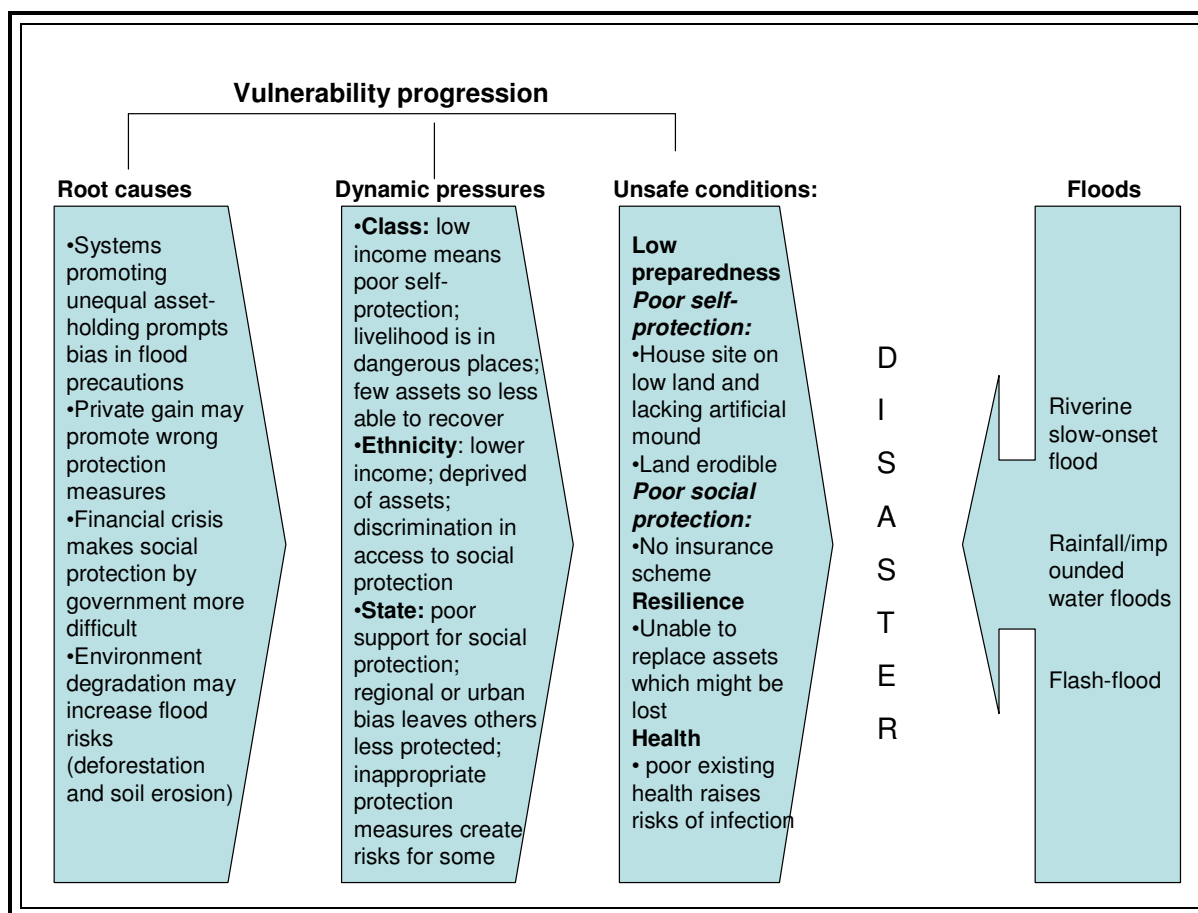 Vulnerability progression
Root causes
•Systems
promoting
unequal asset-
holding prompts
bias in flood
precautions
•Private gain may
promote wrong
protection
measures
•Financial crisis
makes social
protection by
government more
difficult
•Environment
degradation may
increase flood
risks
(deforestation
and soil erosion)
Dynamic pressures
•Class: low
income means
poor self-
protection;
livelihood is in
dangerous places;
few assets so less
able to recover
•Ethnicity: lower
income; deprived
of assets;
discrimination in
access to social
protection
•State: poor
support for social
protection;
regional or urban
bias leaves others
less protected;
inappropriate
protection
measures create
risks for some
Unsafe conditions:
Low
preparedness
Poor self-
protection:
•House site on
low land and
lacking artificial
mound
•Land erodible
Poor social
protection:
•No insurance
scheme
Resilience
•Unable to
replace assets
which might be
lost
Health
• poor existing
health raises
risks of infection
D
I
S
A
S
T
E
R
Floods
Riverine
slow-onset
flood
Rainfall/imp
ounded
water floods
Flash-flood